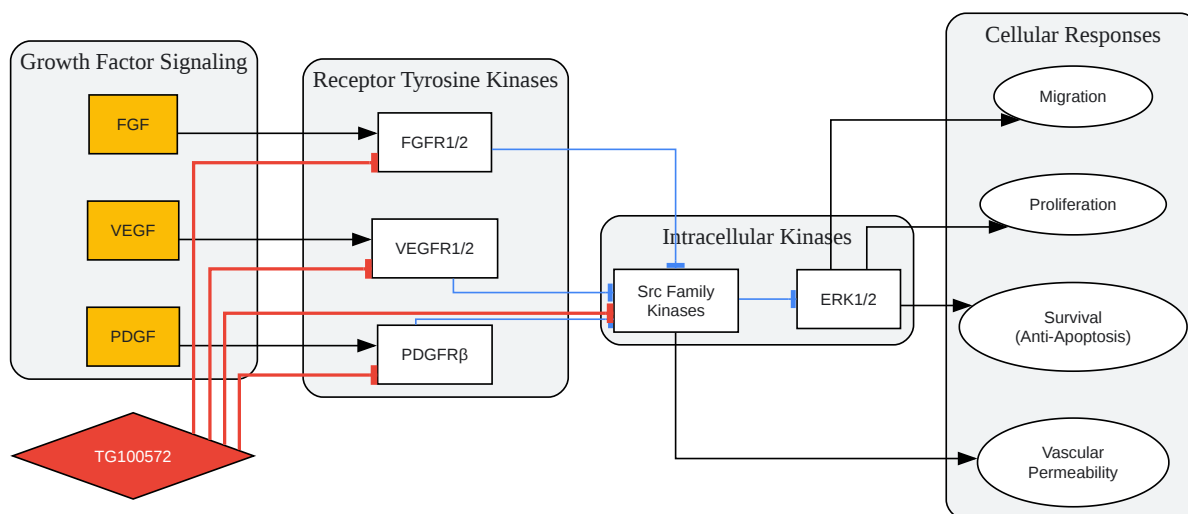 Growth Factor Signaling
FGF
VEGF
PDGF
TG100572
Receptor Tyrosine Kinases
FGFR1/2
VEGFR1/2
PDGFRβ
Intracellular Kinases
Src Family
Kinases
ERK1/2
Cellular Responses
Migration
Proliferation
Survival
(Anti-Apoptosis)
Vascular
Permeability